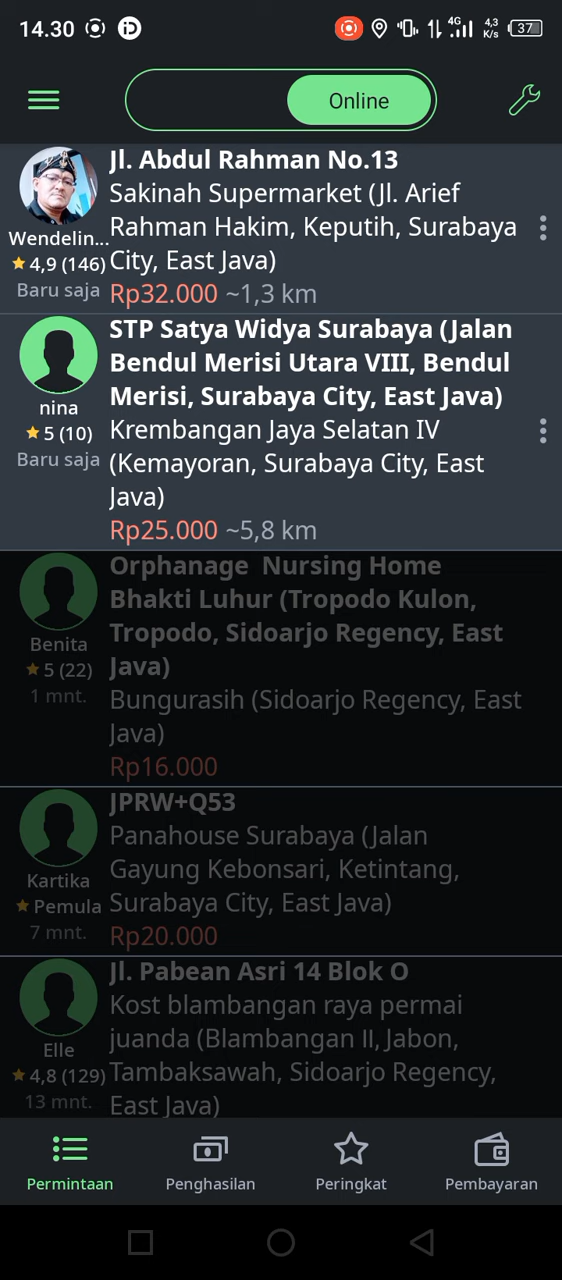 14.30
4G
4,3
K/s
37
Online
Jl. Abdul Rahman No.13
Sakinah Supermarket (Jl. Arief
Rahman Hakim, Keputih, Surabaya
City, East Java)
Rp32.000 ~1,3 km
Wendelin...
4,9 (146)
Baru saja
STP Satya Widya Surabaya (Jalan
Bendul Merisi Utara VIII, Bendul
Merisi, Surabaya City, East Java)
Krembangan Jaya Selatan IV
(Kemayoran, Surabaya City, East
Java)
Rp25.000 ~5,8 km
nina
5 (10)
Baru saja
Orphanage Nursing Home
Bhakti Luhur (Tropodo Kulon,
Tropodo, Sidoarjo Regency, East
Java)
Bungurasih (Sidoarjo Regency, East
Java)
Rp16.000
Benita
5 (22)
1 mnt.
JPRW+Q53
Panahouse Surabaya (Jalan
Gayung Kebonsari, Ketintang,
Surabaya City, East Java)
Rp20.000
Kartika
Pemula
7 mnt.
Jl. Pabean Asri 14 Blok O
Kost blambangan raya permai
juanda (Blambangan II, Jabon,
Tambaksawah, Sidoarjo Regency,
East Java)
Elle
4,8 (129)
13 mnt.
Permintaan
Penghasilan
Peringkat
Pembayaran